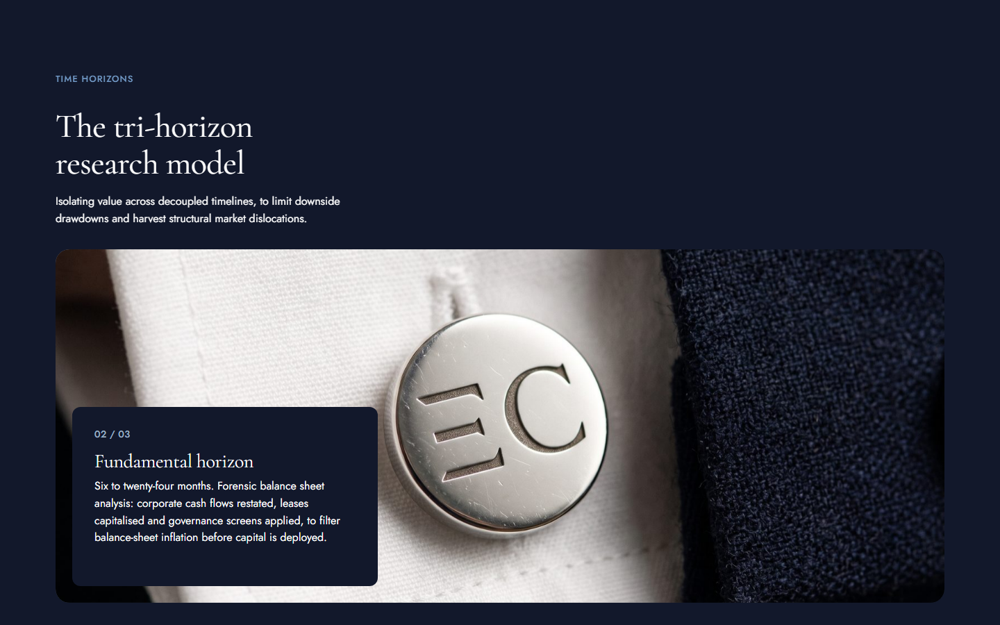 TIME HORIZONS
The tri-horizon
research model
Isolating value across decoupled timelines, to limit downside
drawdowns and harvest structural market dislocations.
EC
02 / 03
Fundamental horizon
Six to twenty-four months. Forensic balance sheet
analysis: corporate cash flows restated, leases
capitalised and governance screens applied, to filter
balance-sheet inflation before capital is deployed.